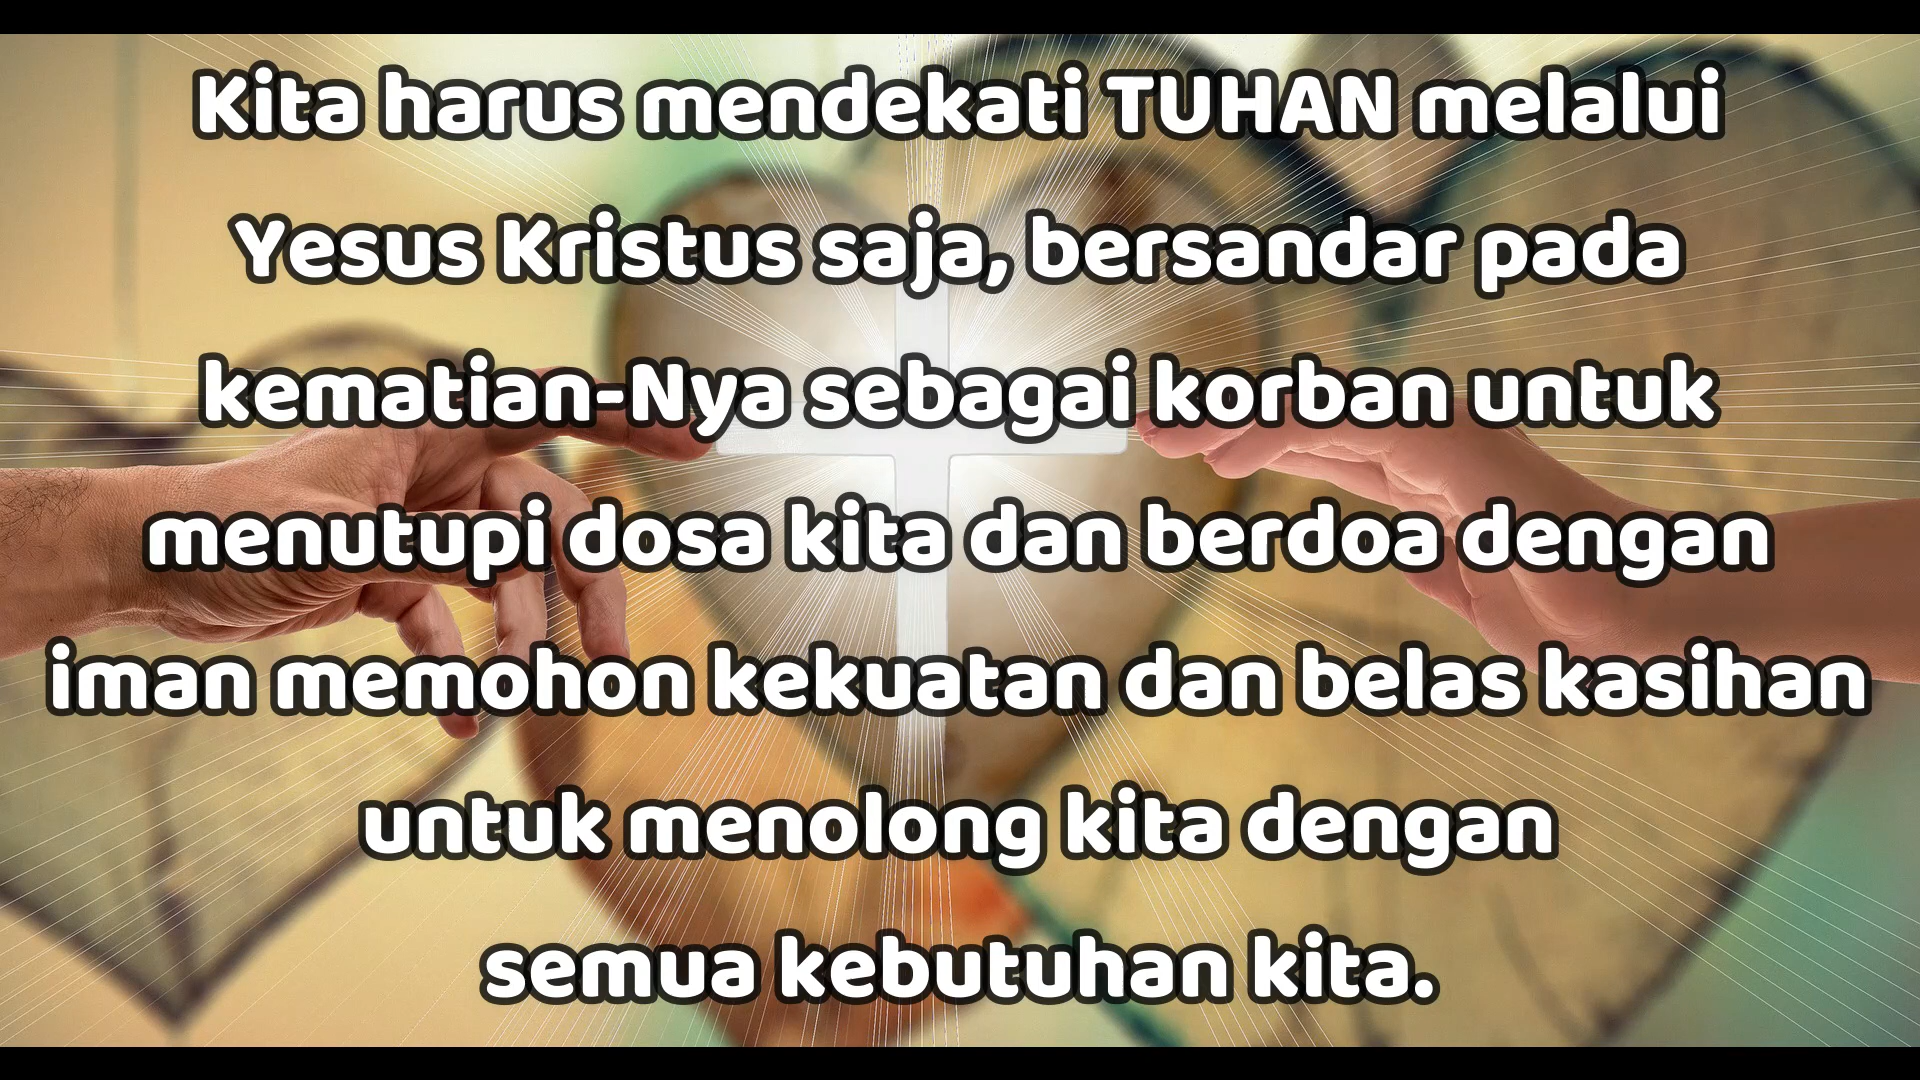 Kita harus mendekati TUHAN melalui
Yesus Kristus saja, bersandar pada
kematian-Nya sebagai korban untuk
menutupi dosa kita dan berdoa dengan
iman memohon kekuatan dan belas kasihan
untuk menolong kita dengan
semua kebutuhan kita.